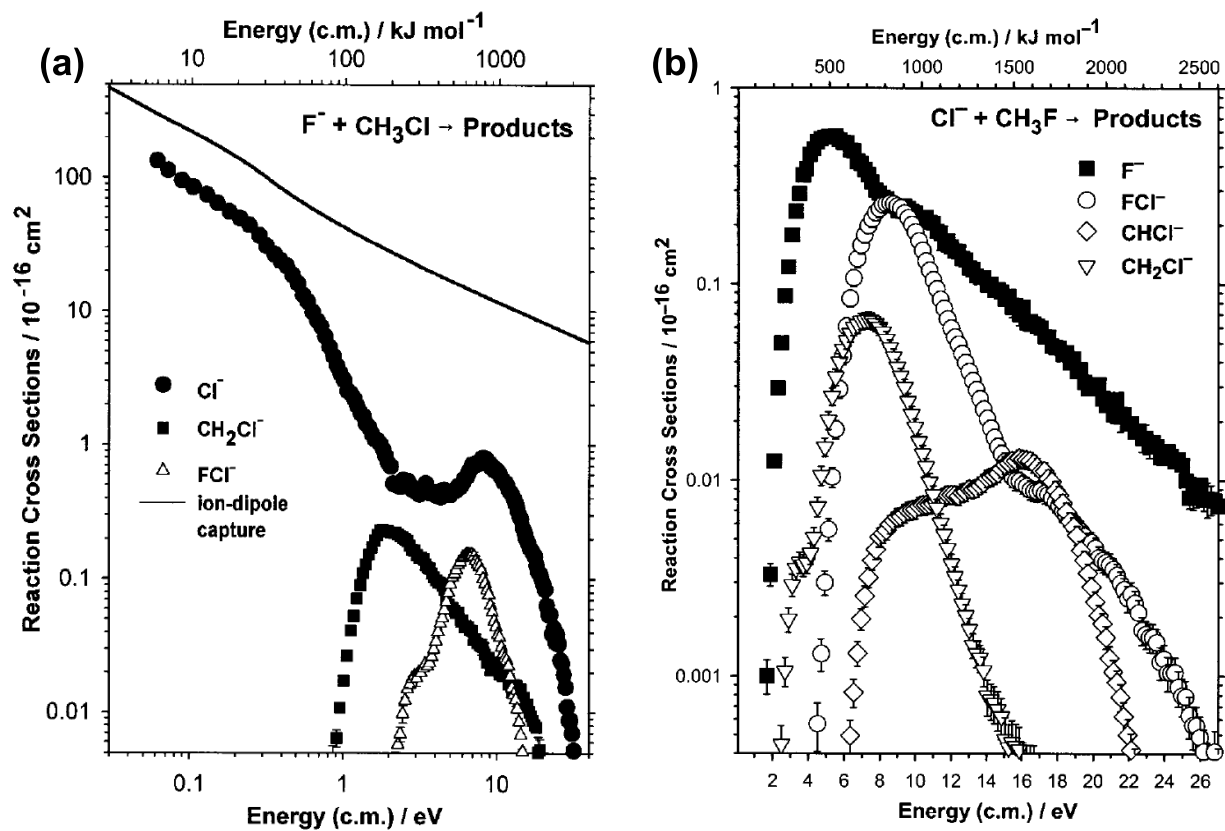 (a)
Energy (c.m.) / kJ mol⁻¹
10 100 1000
F⁻ + CH₃Cl → Products
Reaction Cross Sections / 10⁻¹⁶ cm²
100
10
1
0.1
0.01
Cl⁻
CH₂Cl⁻
FCl⁻
ion-dipole
capture
0.1 1 10
Energy (c.m.) / eV
(b)
Energy (c.m.) / kJ mol⁻¹
500 1000 1500 2000 2500
Cl⁻ + CH₃F → Products
Reaction Cross Sections / 10⁻¹⁶ cm²
1
0.1
0.01
0.001
F⁻
FCl⁻
CHCl⁻
CH₂Cl⁻
2 4 6 8 10 12 14 16 18 20 22 24 26
Energy (c.m.) / eV